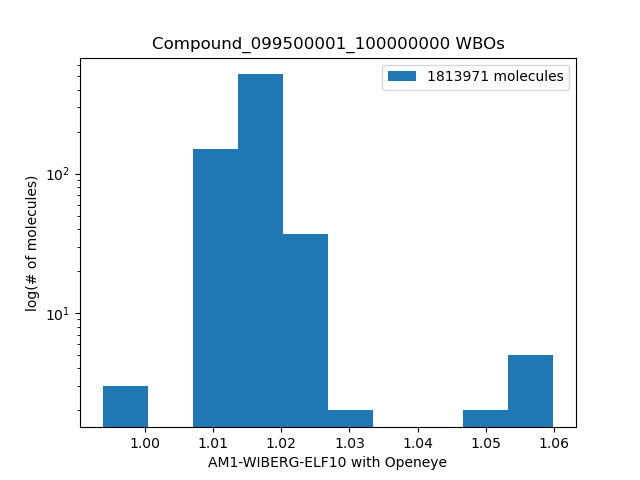 Compound_099500001_100000000 WBOs
1813971 molecules
log(# of molecules)
10²
10¹
1.00 1.01 1.02 1.03 1.04 1.05 1.06
AM1-WIBERG-ELF10 with Openeye